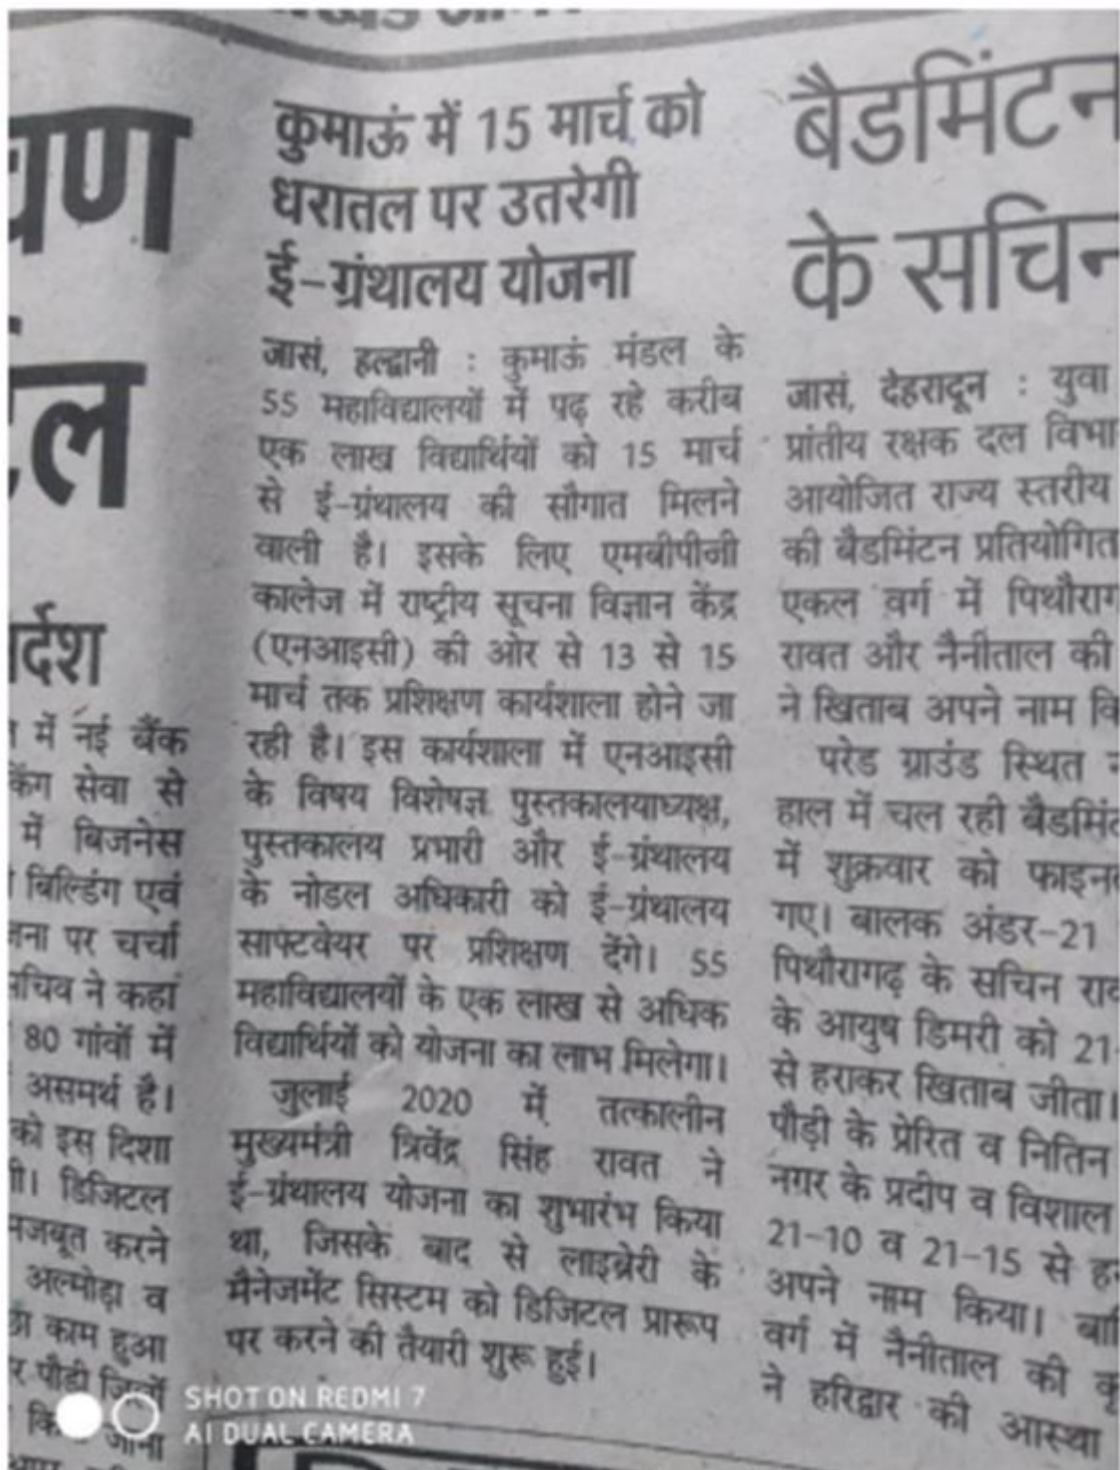 कुमाऊं में 15 मार्च को
धरातल पर उतरेगी
ई-ग्रंथालय योजना
जासं, हल्द्वानी : कुमाऊं मंडल के
55 महाविद्यालयों में पढ़ रहे करीब
एक लाख विद्यार्थियों को 15 मार्च
से ई-ग्रंथालय की सौगात मिलने
वाली है। इसके लिए एमबीपीजी
कालेज में राष्ट्रीय सूचना विज्ञान केंद्र
(एनआइसी) की ओर से 13 से 15
मार्च तक प्रशिक्षण कार्यशाला होने जा
रही है। इस कार्यशाला में एनआइसी
के विषय विशेषज्ञ पुस्तकालयाध्यक्ष,
पुस्तकालय प्रभारी और ई-ग्रंथालय
के नोडल अधिकारी को ई-ग्रंथालय
साफ्टवेयर पर प्रशिक्षण देंगे। 55
महाविद्यालयों के एक लाख से अधिक
विद्यार्थियों को योजना का लाभ मिलेगा।
जुलाई 2020 में तत्कालीन
मुख्यमंत्री त्रिवेंद्र सिंह रावत ने
ई-ग्रंथालय योजना का शुभारंभ किया
था, जिसके बाद से लाइब्रेरी के
मैनेजमेंट सिस्टम को डिजिटल प्रारूप
पर करने की तैयारी शुरू हुई।
बैडमिंटन
के सचिन
जासं, देहरादून : युवा
प्रांतीय रक्षक दल
आयोजित राज्य स्तरीय
की बैडमिंटन
एकल वर्ग में
रावत और नैनीताल की
ने खिताब अपने नाम
परेड ग्राउंड स्थित
हाल में चल रही
में शुक्रवार को
गए। बालक अंडर-21
पिथौरागढ़ के सचिन
के आयुष डिमरी को 21-
से हराकर खिताब जीता।
पौड़ी के प्रेरित व नितिन
नगर के प्रदीप व विशाल
21-10 व 21-15 से
अपने नाम किया।
वर्ग में नैनीताल की
ने हरिद्वार की आस्था
में नई बैंक
सेवा से
में बिजनेस
बिल्डिंग एवं
पर चर्चा
ने कहा
80 गांवों में
असमर्थ है।
को इस दिशा
डिजिटल
करने
अल्मोड़ा व
काम हुआ
पौड़ी जिलों
जाना
SHOT ON REDMI 7
AI DUAL CAMERA